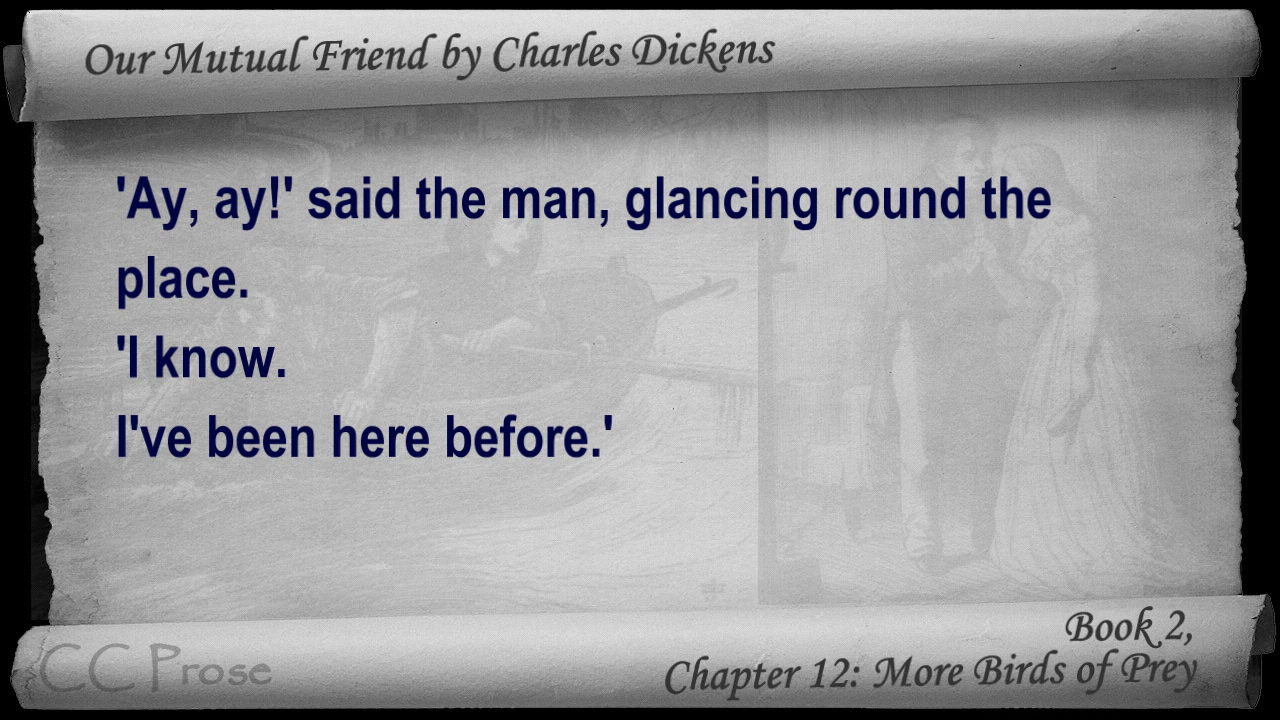 Our Mutual Friend by Charles Dickens
'Ay, ay!' said the man, glancing round the
place.
'I know.
I've been here before.'
Book 2,
Chapter 12: More Birds of Prey
CC Prose